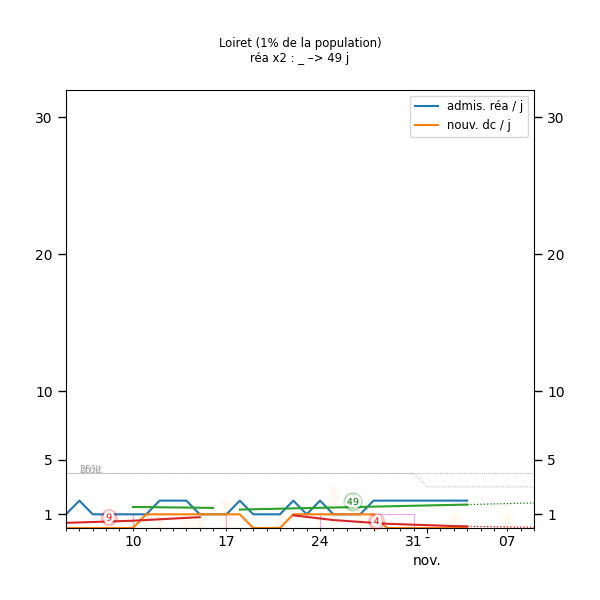 Loiret (1% de la population)
réa x2 : _ –> 49 j
admis. réa / j
nouv. dc / j
30 30
20 20
10 10
5 5
1 1
49
9
4
10 17 24 31 - 07
nov.